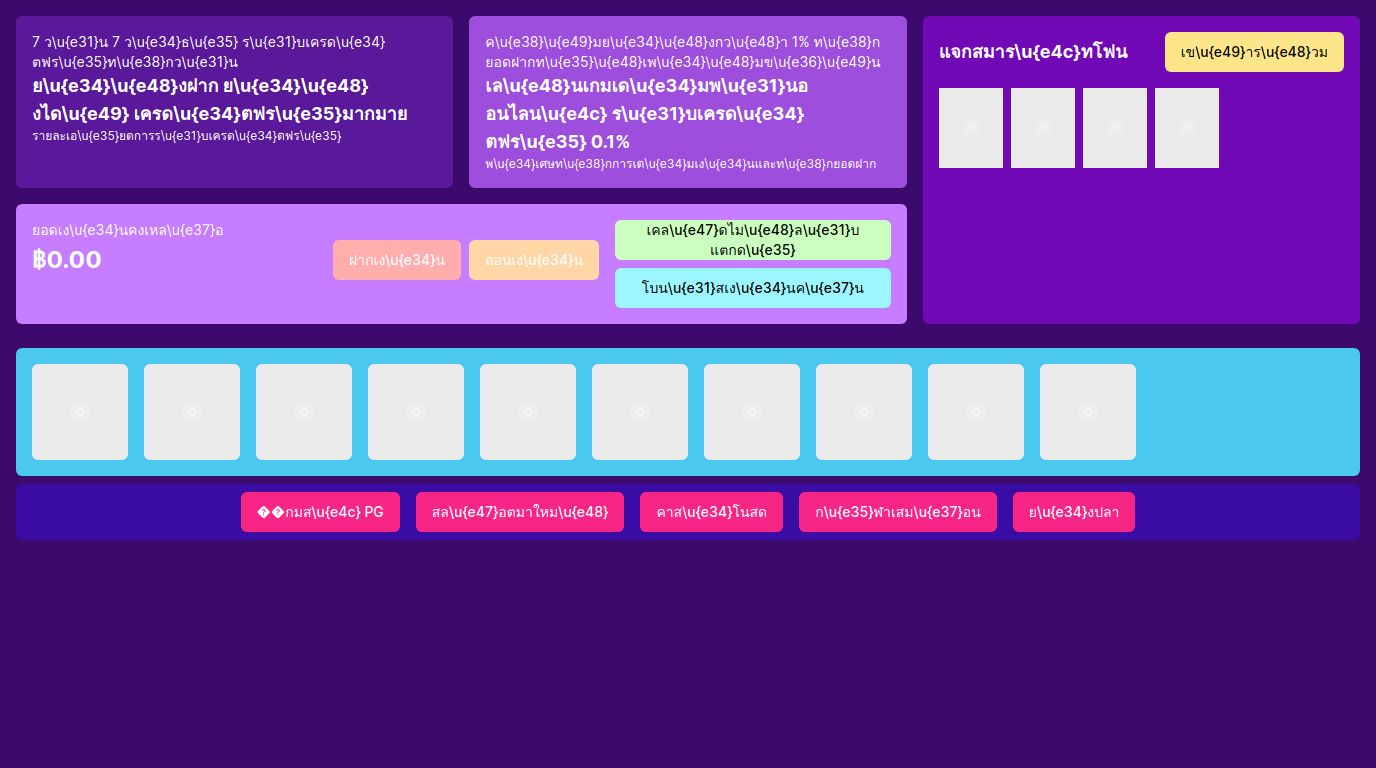 7 ว\u{e31}น 7 ว\u{e34}ธ\u{e35} ร\u{e31}บเครด\u{e34}
ตฟร\u{e35}ท\u{e38}กว\u{e31}น
ย\u{e34}\u{e48}งฝาก ย\u{e34}\u{e48}
งได\u{e49} เครด\u{e34}ตฟร\u{e35}มากมาย
รายละเอ\u{e35}ยดการร\u{e31}บเครด\u{e34}ตฟร\u{e35}
ค\u{e38}\u{e49}มย\u{e34}\u{e48}งกว\u{e48}า 1% ท\u{e38}ก
ยอดฝากท\u{e35}\u{e48}เพ\u{e34}\u{e48}มข\u{e36}\u{e49}น
เล\u{e48}นเกมเด\u{e34}มพ\u{e31}นอ
อนไลน\u{e4c} ร\u{e31}บเครด\u{e34}
ตฟร\u{e35} 0.1%
พ\u{e34}เศษท\u{e38}กการเต\u{e34}มเง\u{e34}นและท\u{e38}กยอดฝาก
แจกสมาร\u{e4c}ทโฟน
เข\u{e49}าร\u{e48}วม
ยอดเง\u{e34}นคงเหล\u{e37}อ
฿0.00
ฝากเง\u{e34}น
ถอนเง\u{e34}น
เคล\u{e47}ดไม\u{e48}ล\u{e31}บ
แตกด\u{e35}
โบน\u{e31}สเง\u{e34}นค\u{e37}น
��กมส\u{e4c} PG
สล\u{e47}อตมาใหม\u{e48}
คาส\u{e34}โนสด
ก\u{e35}ฬาเสม\u{e37}อน
ย\u{e34}งปลา